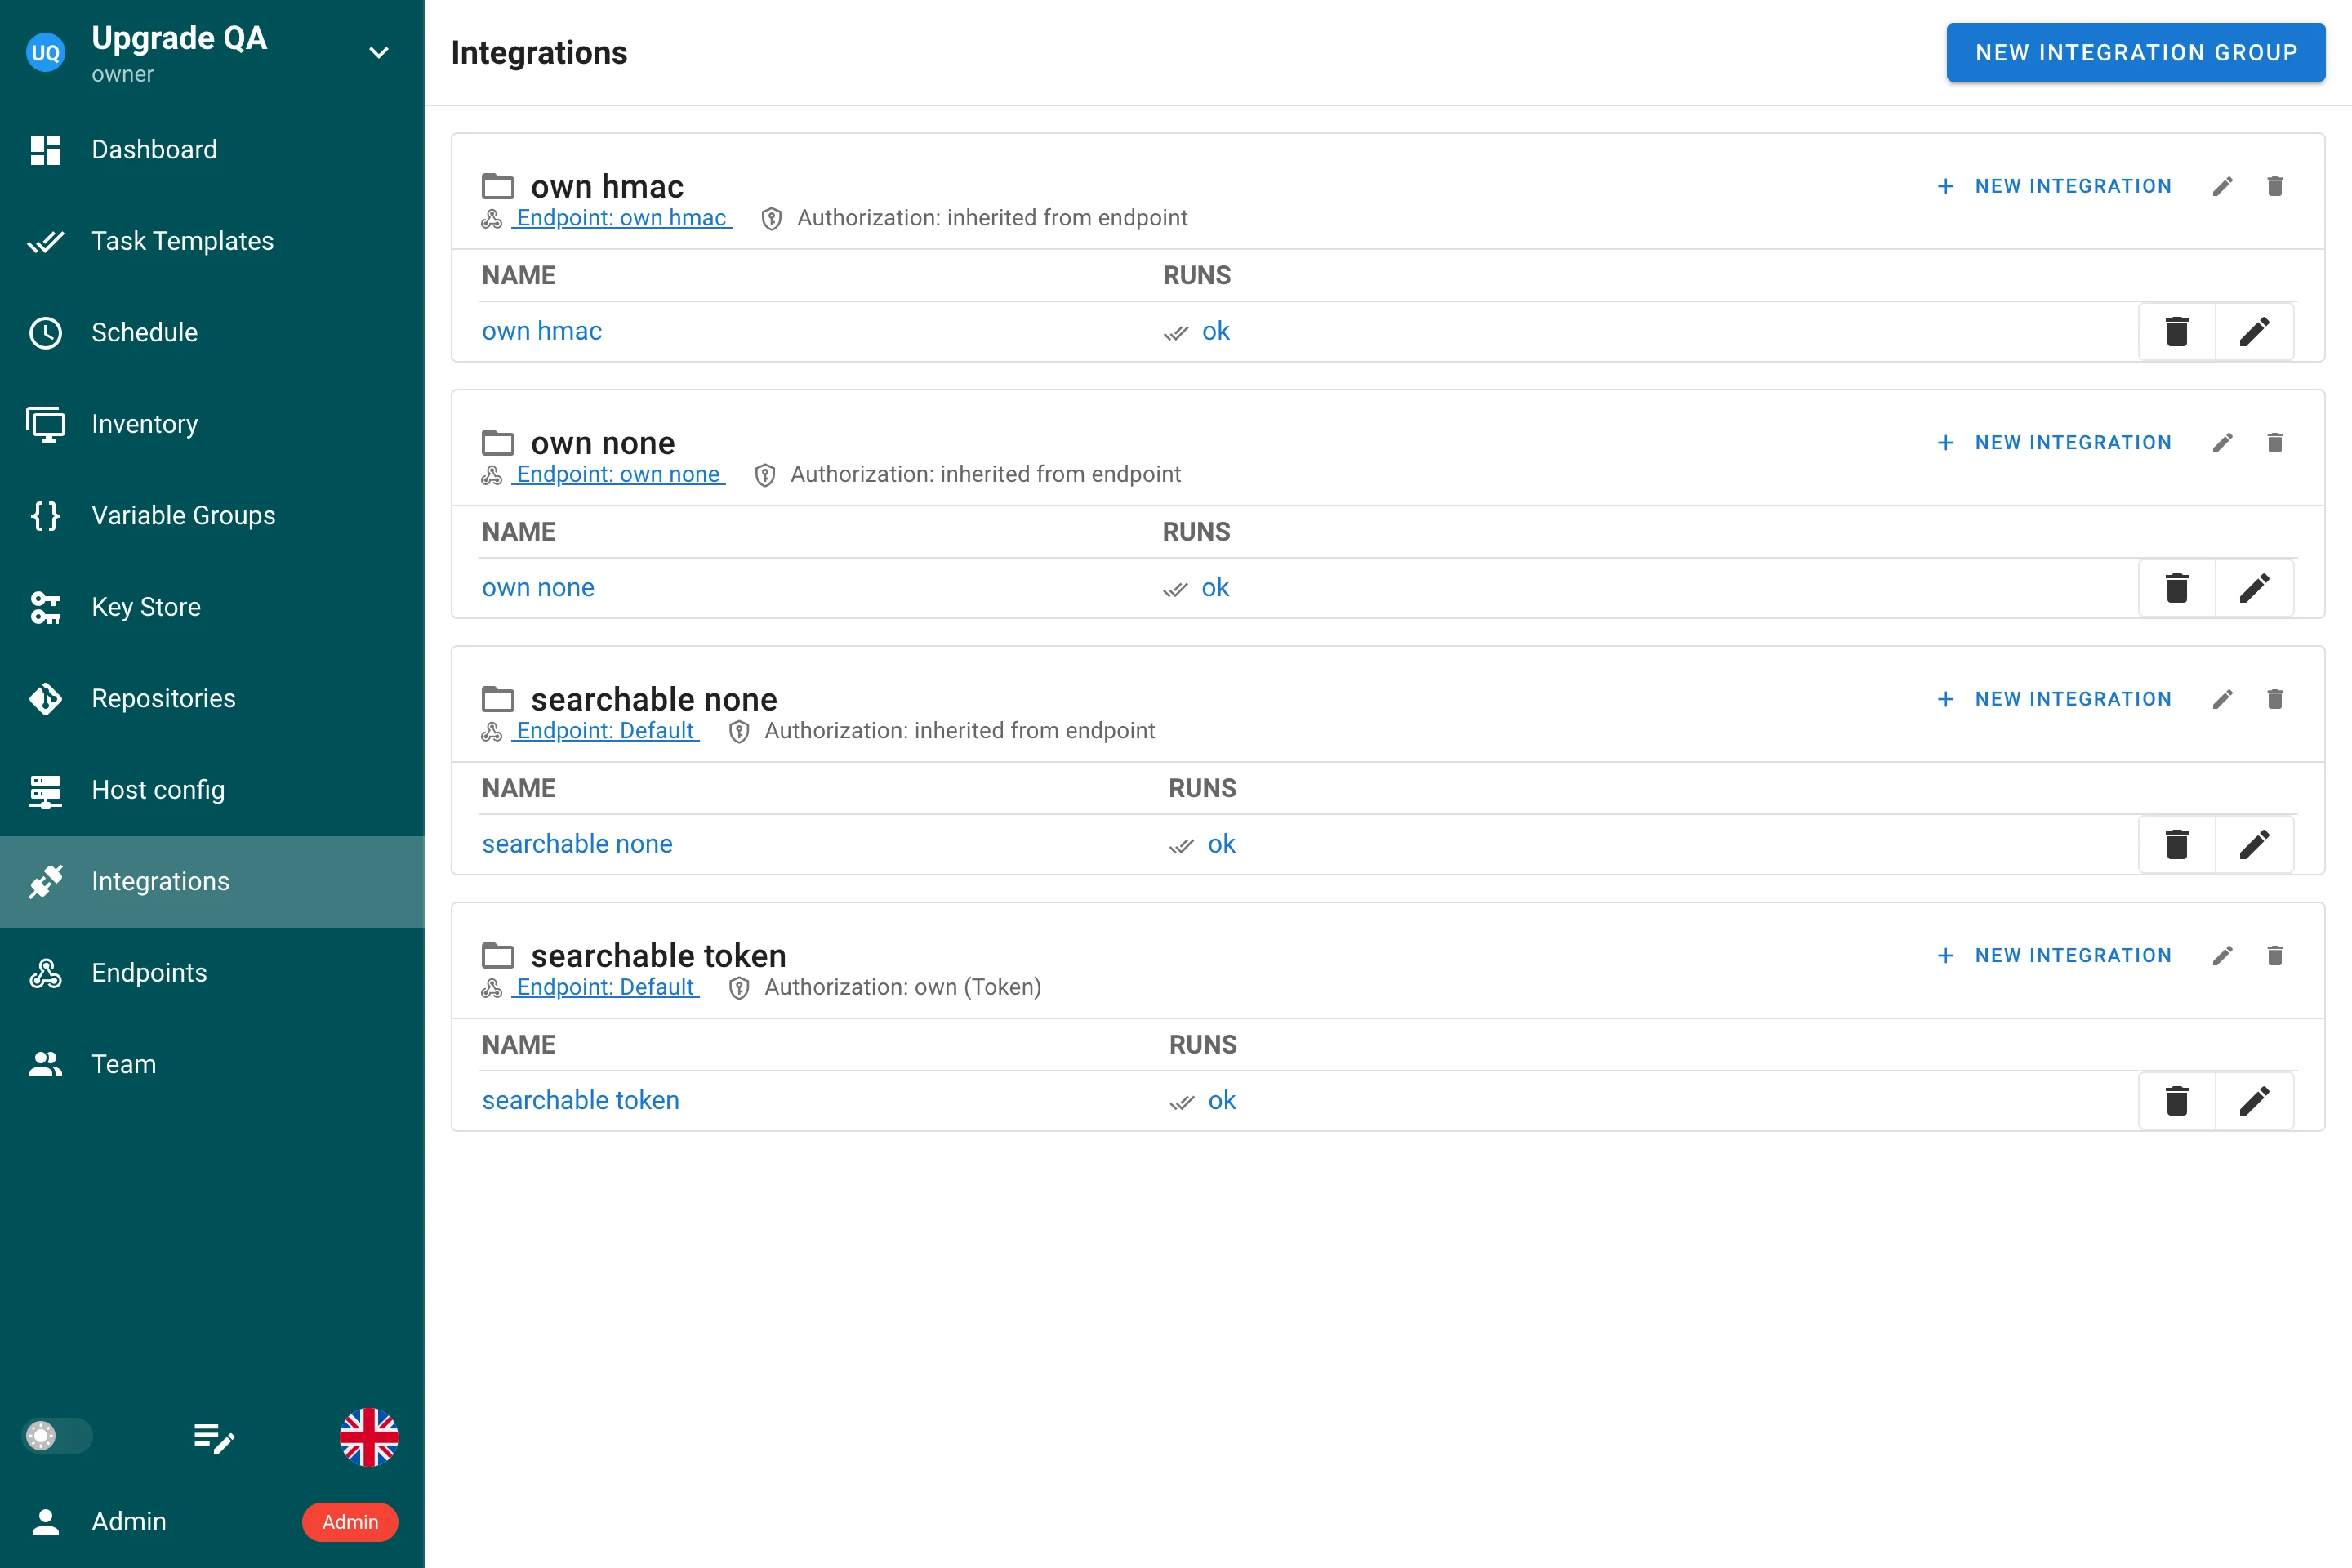 UQ
Upgrade QA
owner
Dashboard
Task Templates
Schedule
Inventory
Variable Groups
Key Store
Repositories
Host config
Integrations
Endpoints
Team
Admin
Admin
Integrations
NEW INTEGRATION GROUP
own hmac
+ NEW INTEGRATION
Endpoint: own hmac Authorization: inherited from endpoint
NAME RUNS
own hmac ok
own none
+ NEW INTEGRATION
Endpoint: own none Authorization: inherited from endpoint
NAME RUNS
own none ok
searchable none
+ NEW INTEGRATION
Endpoint: Default Authorization: inherited from endpoint
NAME RUNS
searchable none ok
searchable token
+ NEW INTEGRATION
Endpoint: Default Authorization: own (Token)
NAME RUNS
searchable token ok